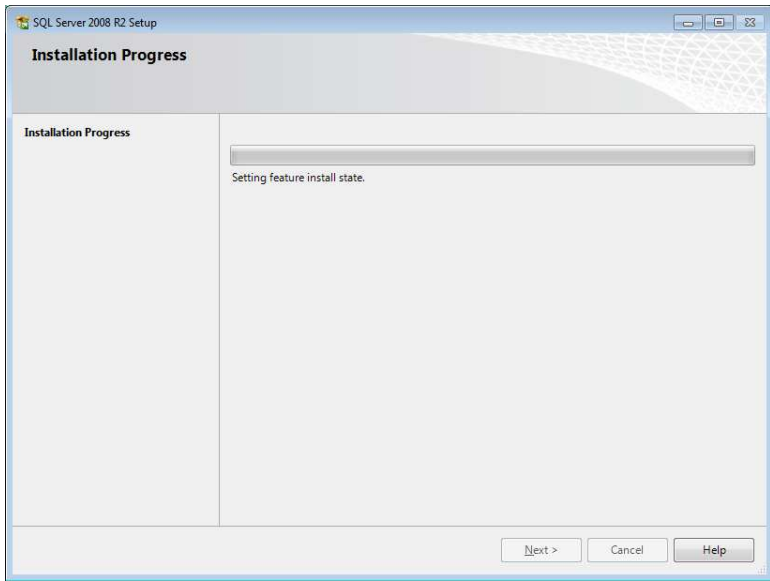 SQL Server 2008 R2 Setup
Installation Progress
Installation Progress
Setting feature install state.
Next >
Cancel
Help